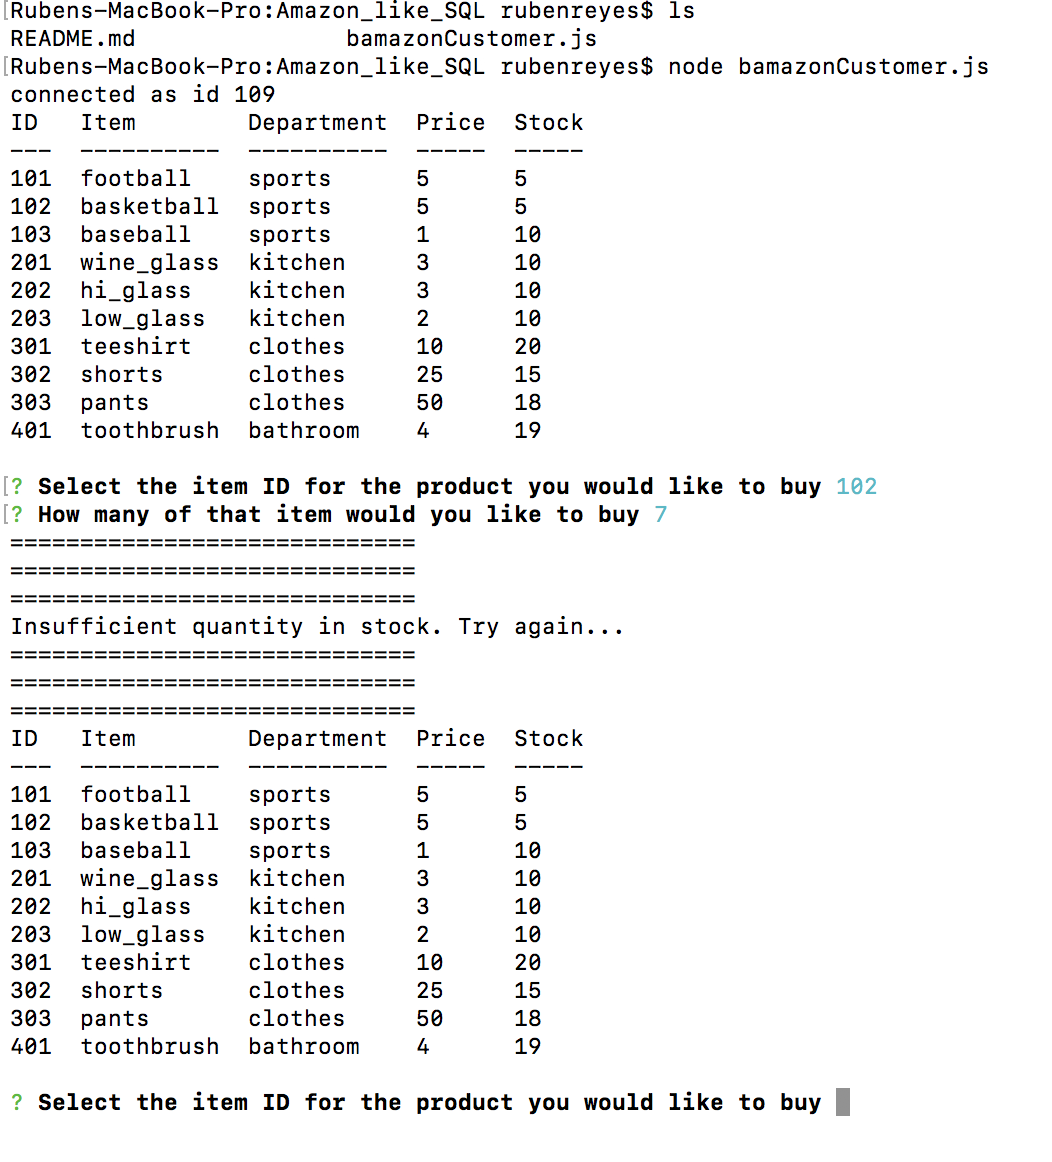 [Rubens-MacBook-Pro:Amazon_like_SQL rubenreyes$ ls
README.md               bamazonCustomer.js
[Rubens-MacBook-Pro:Amazon_like_SQL rubenreyes$ node bamazonCustomer.js
connected as id 109
ID   Item        Department  Price  Stock
---  ----------  ----------  -----  -----
101  football    sports      5      5
102  basketball  sports      5      5
103  baseball    sports      1      10
201  wine_glass  kitchen     3      10
202  hi_glass    kitchen     3      10
203  low_glass   kitchen     2      10
301  teeshirt    clothes     10     20
302  shorts      clothes     25     15
303  pants       clothes     50     18
401  toothbrush  bathroom    4      19
[? Select the item ID for the product you would like to buy 102
[? How many of that item would you like to buy 7
=============================
=============================
=============================
Insufficient quantity in stock. Try again...
=============================
=============================
=============================
ID   Item        Department  Price  Stock
---  ----------  ----------  -----  -----
101  football    sports      5      5
102  basketball  sports      5      5
103  baseball    sports      1      10
201  wine_glass  kitchen     3      10
202  hi_glass    kitchen     3      10
203  low_glass   kitchen     2      10
301  teeshirt    clothes     10     20
302  shorts      clothes     25     15
303  pants       clothes     50     18
401  toothbrush  bathroom    4      19
? Select the item ID for the product you would like to buy